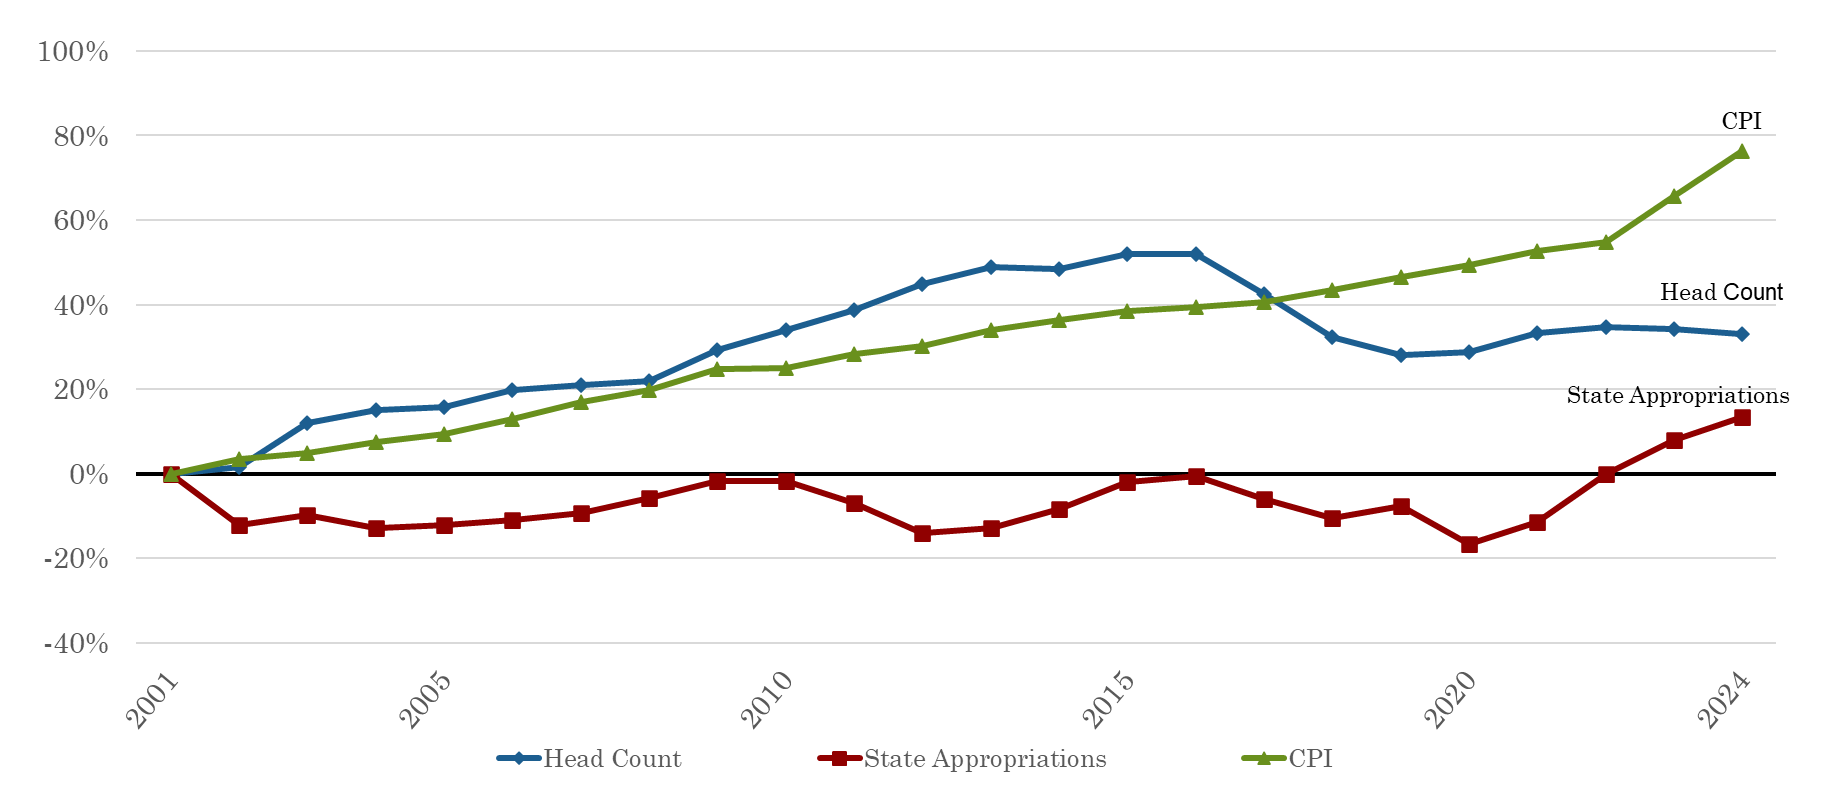 100%
80%
60%
40%
20%
0%
-20%
-40%
CPI
Head Count
State Appropriations
2001
2005
2010
2015
2020
2024
Head Count
State Appropriations
CPI